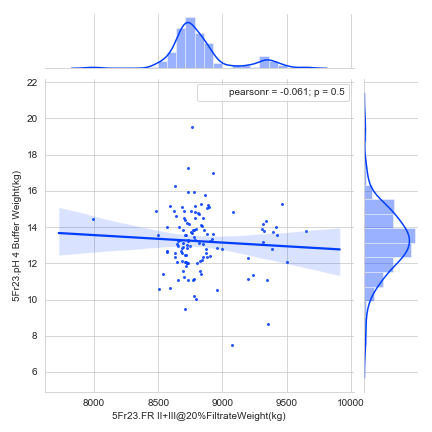 pearsonr = -0.061; p = 0.5
22
20
18
16
14
12
10
8
6
5Fr23.pH 4 Buffer Weight(kg)
8000 8500 9000 9500 10000
5Fr23.FR II+III@20%FiltrateWeight(kg)